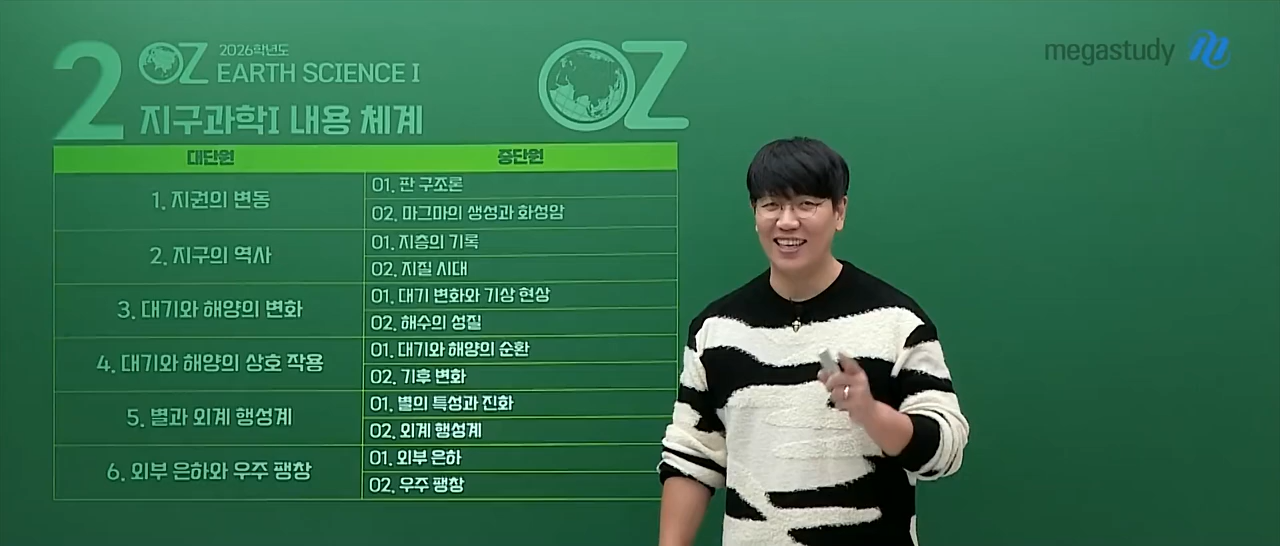 megastudy
2 OZ 2026학년도
EARTH SCIENCE I
지구과학I 내용 체계
OZ
대단원 중단원
1. 지권의 변동
01. 판 구조론
02. 마그마의 생성과 화성암
2. 지구의 역사
01. 지층의 기록
02. 지질 시대
3. 대기와 해양의 변화
01. 대기 변화와 기상 현상
02. 해수의 성질
4. 대기와 해양의 상호 작용
01. 대기와 해양의 순환
02. 기후 변화
5. 별과 외계 행성계
01. 별의 특성과 진화
02. 외계 행성계
6. 외부 은하와 우주 팽창
01. 외부 은하
02. 우주 팽창